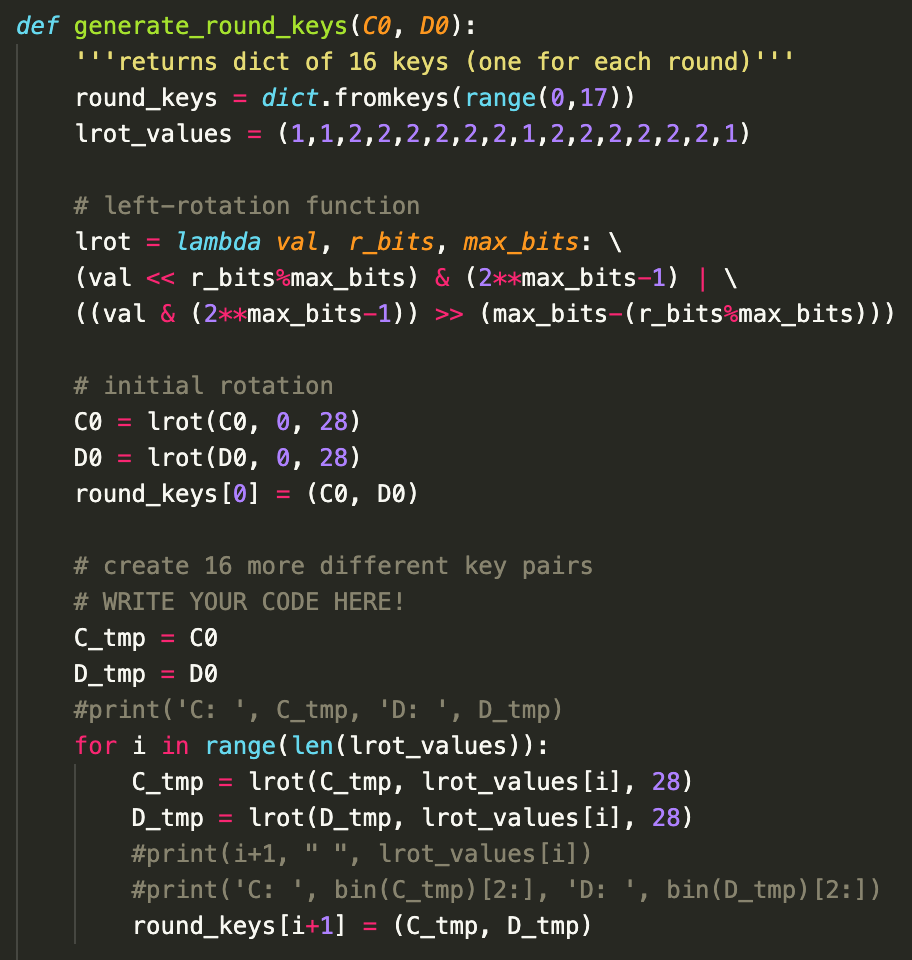 def generate_round_keys(C0, D0):
    '''returns dict of 16 keys (one for each round)'''
    round_keys = dict.fromkeys(range(0,17))
    lrot_values = (1,1,2,2,2,2,2,2,1,2,2,2,2,2,2,1)

    # left-rotation function
    lrot = lambda val, r_bits, max_bits: \
    (val << r_bits%max_bits) & (2**max_bits-1) | \
    ((val & (2**max_bits-1)) >> (max_bits-(r_bits%max_bits)))

    # initial rotation
    C0 = lrot(C0, 0, 28)
    D0 = lrot(D0, 0, 28)
    round_keys[0] = (C0, D0)

    # create 16 more different key pairs
    # WRITE YOUR CODE HERE!
    C_tmp = C0
    D_tmp = D0
    #print('C: ', C_tmp, 'D: ', D_tmp)
    for i in range(len(lrot_values)):
        C_tmp = lrot(C_tmp, lrot_values[i], 28)
        D_tmp = lrot(D_tmp, lrot_values[i], 28)
        #print(i+1, " ", lrot_values[i])
        #print('C: ', bin(C_tmp)[2:], 'D: ', bin(D_tmp)[2:])
        round_keys[i+1] = (C_tmp, D_tmp)